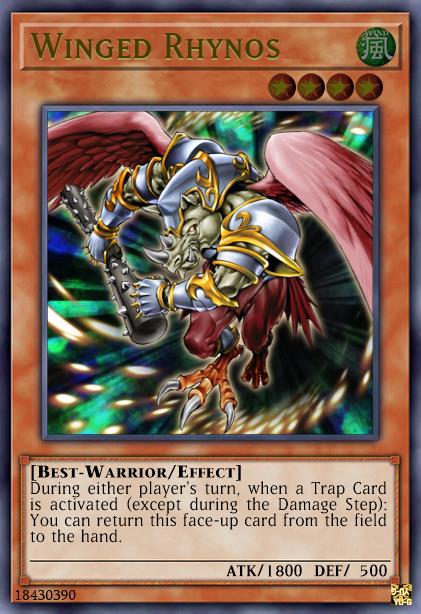 WINGED RHYNOS
WIND
風
[BEST-WARRIOR/EFFECT]
During either player's turn, when a Trap Card
is activated (except during the Damage Step):
You can return this face-up card from the field
to the hand.
ATK/1800 DEF/ 500
18430390